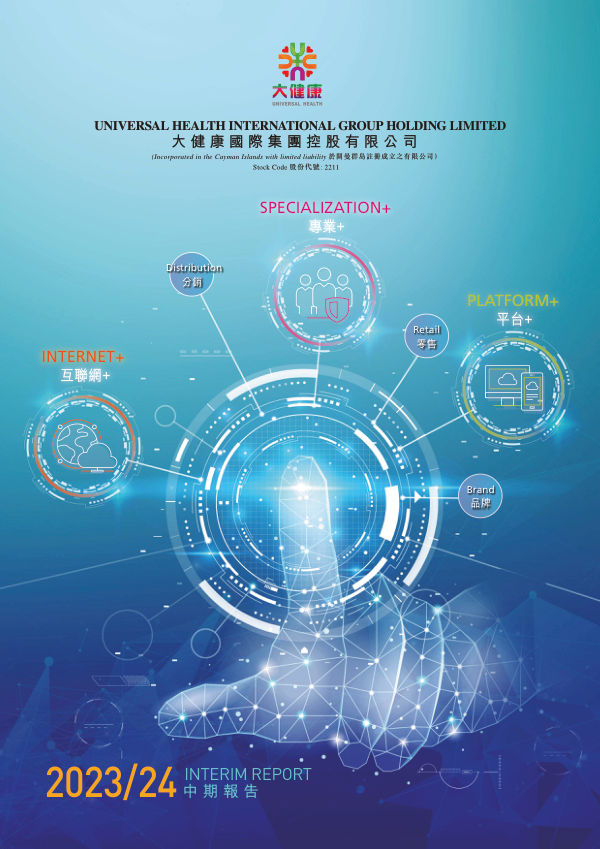 大健康
UNIVERSAL HEALTH
UNIVERSAL HEALTH INTERNATIONAL GROUP HOLDING LIMITED
大健康國際集團控股有限公司
(Incorporated in the Cayman Islands with limited liability 於開曼群島註冊成立之有限公司)
Stock Code 股份代號: 2211
SPECIALIZATION+
專業+
Distribution
分銷
PLATFORM+
平台+
Retail
零售
INTERNET+
互聯網+
Brand
品牌
2023/24 INTERIM REPORT
中期報告